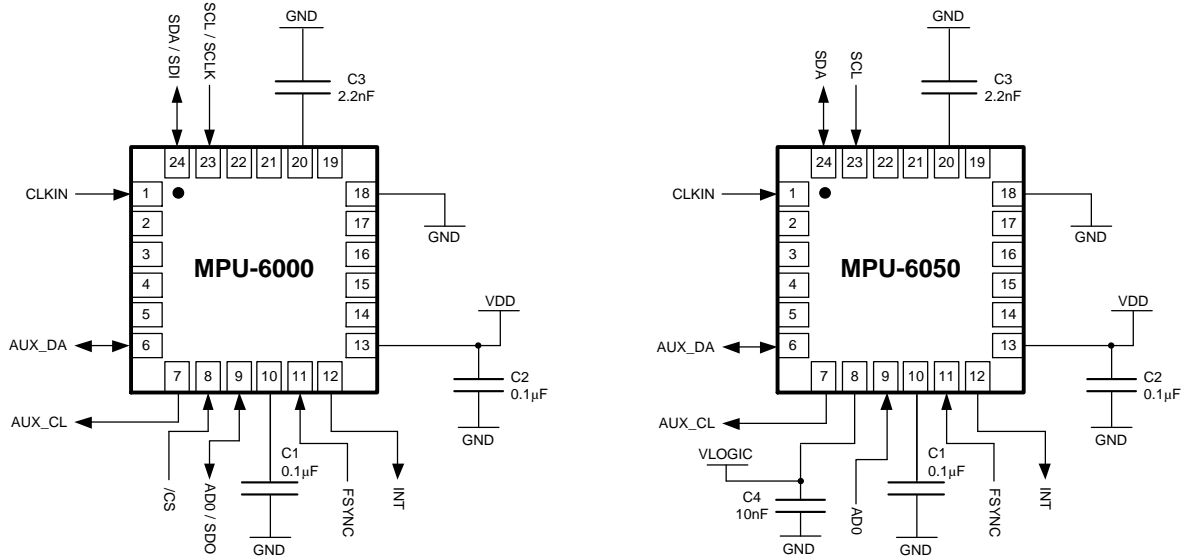 GND
SDA / SDI
SCL / SCLK
C3
2.2nF
24 23 22 21 20 19
CLKIN
1
2
3
4
5
6
18
17
16
15
14
13
GND
MPU-6000
VDD
AUX_DA
7 8 9 10 11 12
C2
0.1µF
GND
AUX_CL
/CS
AD0 / SDO
C1
0.1µF
GND
FSYNC
INT
GND
SDA
SCL
C3
2.2nF
24 23 22 21 20 19
CLKIN
1
2
3
4
5
6
18
17
16
15
14
13
GND
MPU-6050
VDD
AUX_DA
7 8 9 10 11 12
C2
0.1µF
GND
AUX_CL
VLOGIC
C4
10nF
GND
AD0
C1
0.1µF
GND
FSYNC
INT